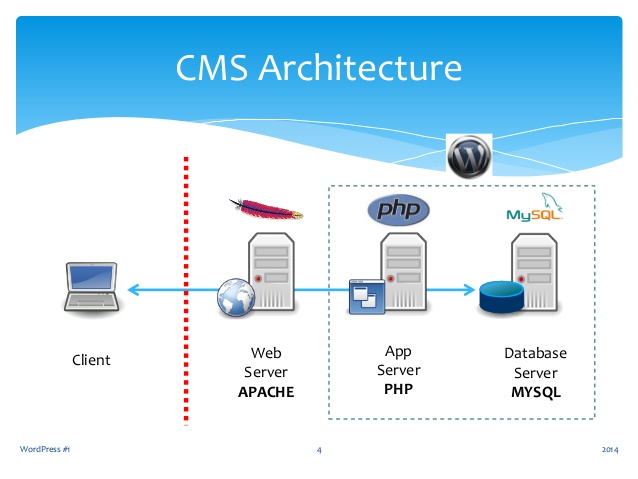 CMS Architecture
W
php
MySQL
Client
Web
Server
APACHE
App
Server
PHP
Database
Server
MYSQL
WordPress #1
4
2014